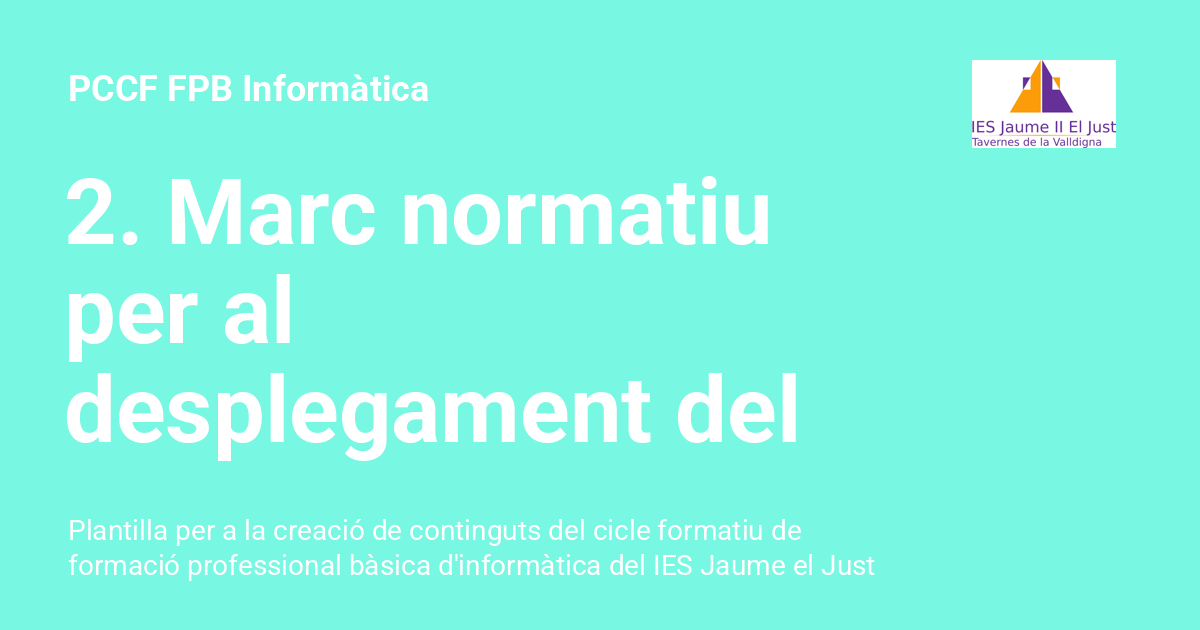 PCCF FPB Informàtica
IES Jaume II El Just
Tavernes de la Valldigna
2. Marc normatiu
per al
desplegament del
Plantilla per a la creació de continguts del cicle formatiu de
formació professional bàsica d'informàtica del IES Jaume el Just